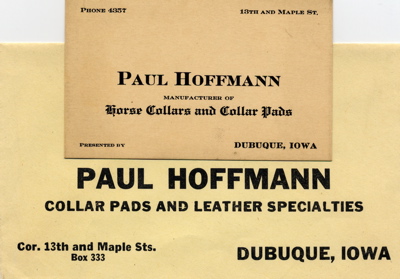 PHONE 4357 13TH AND MAPLE ST.
PAUL HOFFMANN
MANUFACTURER OF
Horse Collars and Collar Pads
PRESENTED BY DUBUQUE, IOWA
PAUL HOFFMANN
COLLAR PADS AND LEATHER SPECIALTIES
Cor. 13th and Maple Sts.
Box 333
DUBUQUE, IOWA